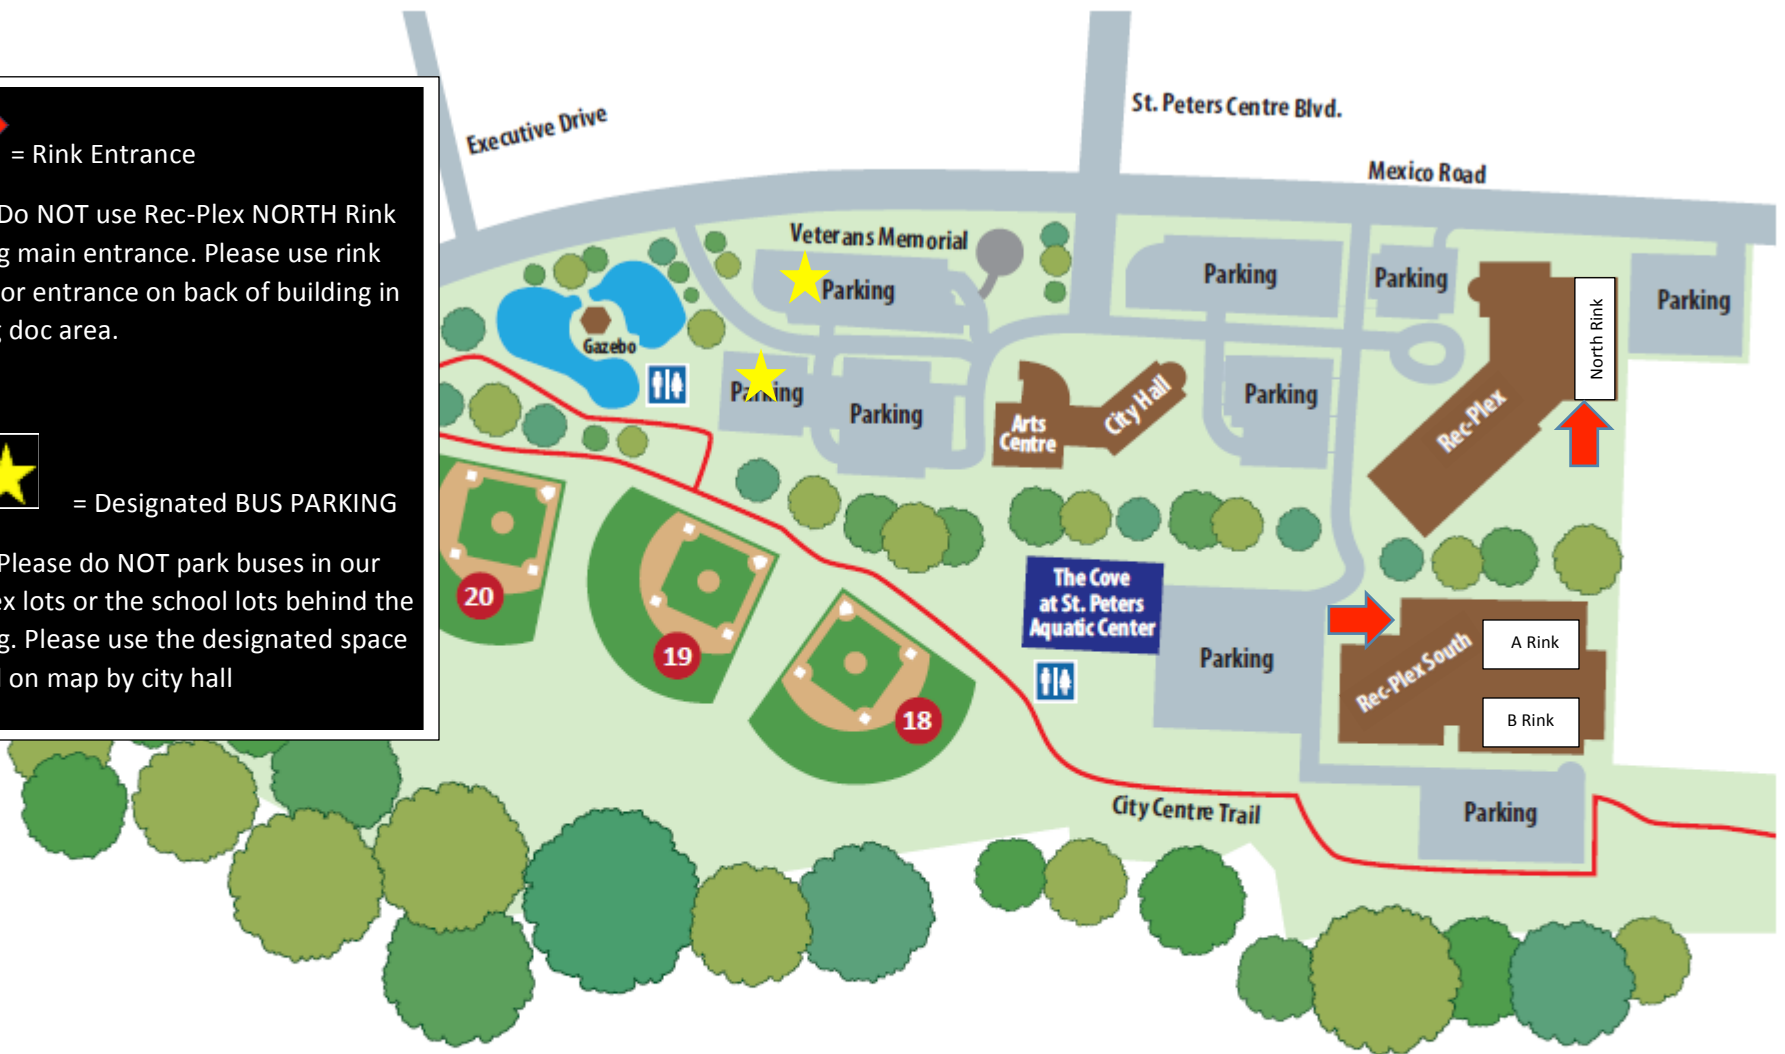 = Rink Entrance
Do NOT use Rec-Plex NORTH Rink
main entrance. Please use rink
or entrance on back of building in
doc area.
= Designated BUS PARKING
Please do NOT park buses in our
lots or the school lots behind the
Please use the designated space
on map by city hall
Executive Drive
St. Peters Centre Blvd.
Mexico Road
Veterans Memorial
Parking
Parking
Parking
Parking
Gazebo
North Rink
Parking
Parking
Parking
City Hall
Arts
Centre
Rec-Plex
20
19
18
The Cove
at St. Peters
Aquatic Center
Parking
Rec-Plex South
A Rink
B Rink
City Centre Trail
Parking